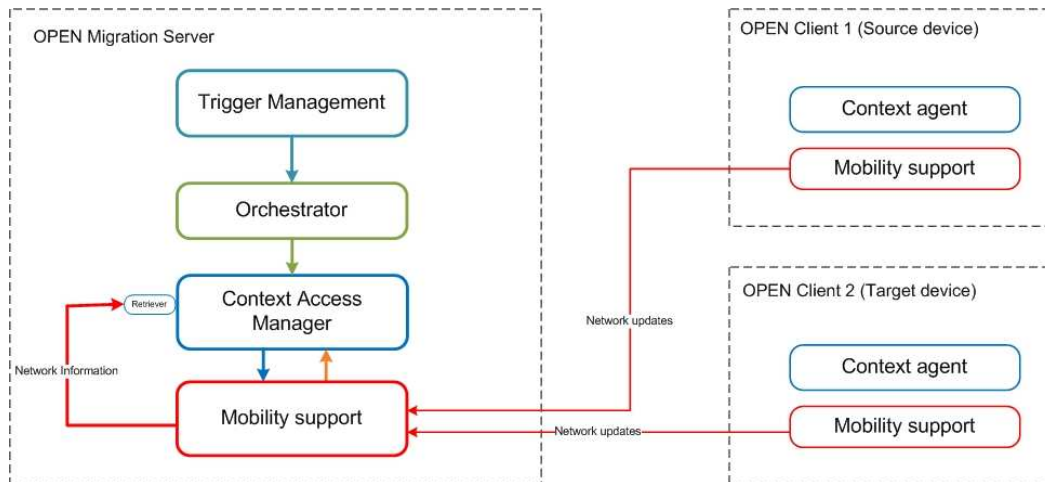 OPEN Migration Server
Trigger Management
Orchestrator
Retriever
Context Access
Manager
Network Information
Mobility support
OPEN Client 1 (Source device)
Context agent
Mobility support
Network updates
OPEN Client 2 (Target device)
Context agent
Mobility support
Network updates